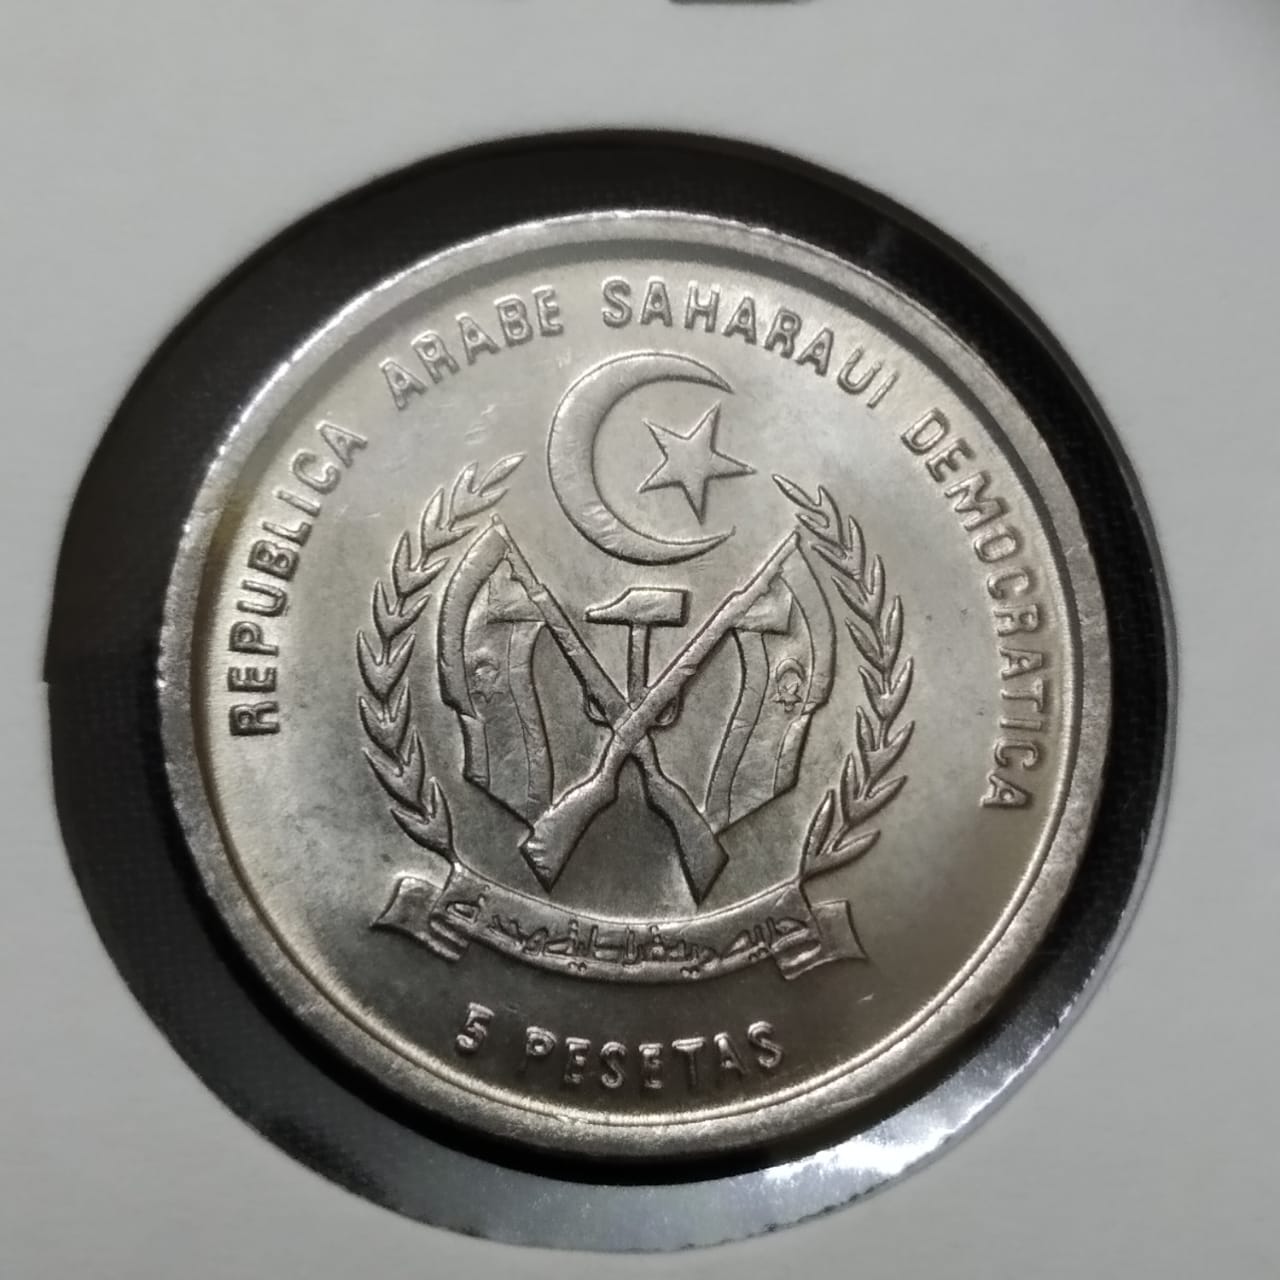 REPUBLICA ARABE SAHARAUI DEMOCRATICA
5 PESETAS